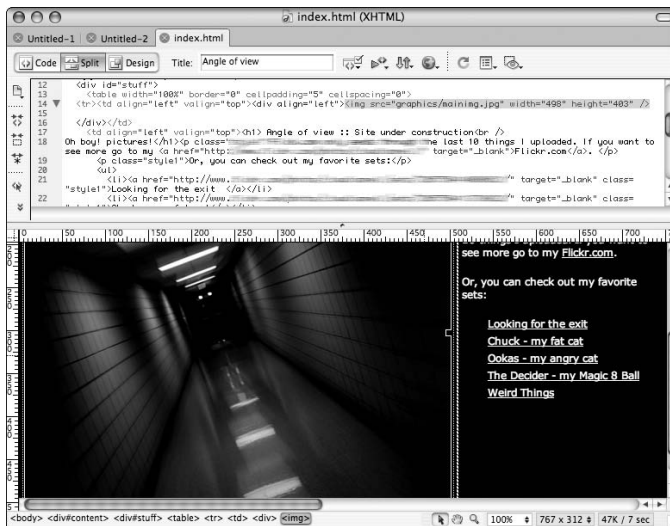 index.html (XHTML)
Untitled-1 Untitled-2 index.html
Code Split Design Title: Angle of view
12 <div id="stuff">
13 <table width="100%" border="0" cellpadding="5" cellspacing="0">
14 <tr><td align="left" valign="top"><div align="left"><img src="graphics/mainimg.jpg" width="498" height="403" />
15
16 </div></td>
17 <td align="left" valign="top"><h1> Angle of view :: Site under construction<br />
18 Oh boy! pictures!</h1><p class= he last 10 things I uploaded. If you want to
see more go to my <a href="http: target="_blank">Flickr.com</a>. </p>
19 <p class="style1">Or, you can check out my favorite sets:</p>
20 <ul>
21 <li><a href="http://www. " target="_blank" class=
"style1">Looking for the exit </a></li>
22 <li><a href="http://www. /" target="_blank" class=
50 100 150 200 250 300 350 400 450 500 550 600 650 700
see more go to my Flickr.com.
Or, you can check out my favorite
sets:
Looking for the exit
Chuck - my fat cat
Ookas - my angry cat
The Decider - my Magic 8 Ball
Weird Things
<body> <div#content> <div#stuff> <table> <tr> <td> <div> <img> 100% 767 x 312 47K / 7 sec